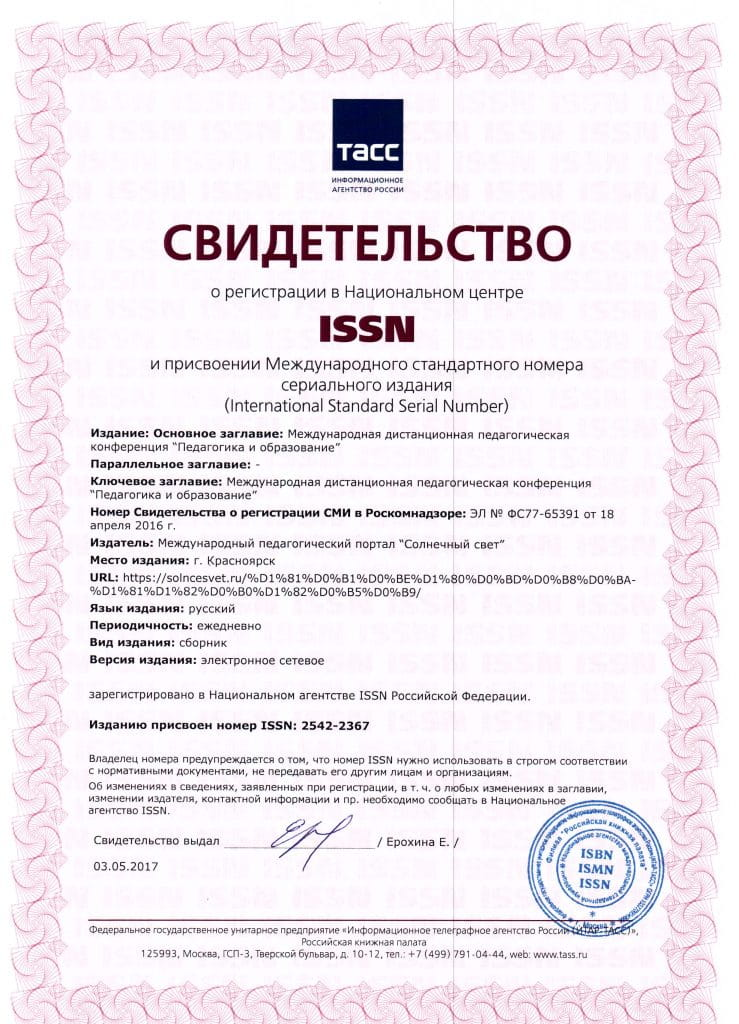 ТАСС
ИНФОРМАЦИОННОЕ
АГЕНТСТВО РОССИИ
СВИДЕТЕЛЬСТВО
о регистрации в Национальном центре
ISSN
и присвоении Международного стандартного номера
сериального издания
(International Standard Serial Number)
Издание: Основное заглавие: Международная дистанционная педагогическая
конференция "Педагогика и образование"
Параллельное заглавие: -
Ключевое заглавие: Международная дистанционная педагогическая конференция
"Педагогика и образование"
Номер Свидетельства о регистрации СМИ в Роскомнадзоре: ЭЛ № ФС77-65391 от 18
апреля 2016 г.
Издатель: Международный педагогический портал "Солнечный свет"
Место издания: г. Красноярск
URL: https://solncesvet.ru/%D1%81%D0%B1%D0%BE%D1%80%D0%BD%D0%B8%D0%BA-
%D1%81%D1%82%D0%B0%D1%82%D0%B5%D0%B9/
Язык издания: русский
Периодичность: ежедневно
Вид издания: сборник
Версия издания: электронное сетевое
зарегистрировано в Национальном агентстве ISSN Российской Федерации.
Изданию присвоен номер ISSN: 2542-2367
Владелец номера предупреждается о том, что номер ISSN нужно использовать в строгом соответствии
с нормативными документами, не передавать его другим лицам и организациям.
Об изменениях в сведениях, заявленных при регистрации, в т. ч. о любых изменениях в заглавии,
изменении издателя, контактной информации и пр. необходимо сообщать в Национальное
агентство ISSN.
Свидетельство выдал / Ерохина Е. /
03.05.2017
Филиал "Российская книжная палата"
ISBN
ISMN
ISSN
г. Москва
Федеральное государственное унитарное предприятие «Информационное телеграфное агентство России (ИТАР-ТАСС)»,
Российская книжная палата
125993, Москва, ГСП-3, Тверской бульвар, д. 10-12, тел.: +7 (499) 791-04-44, web: www.tass.ru